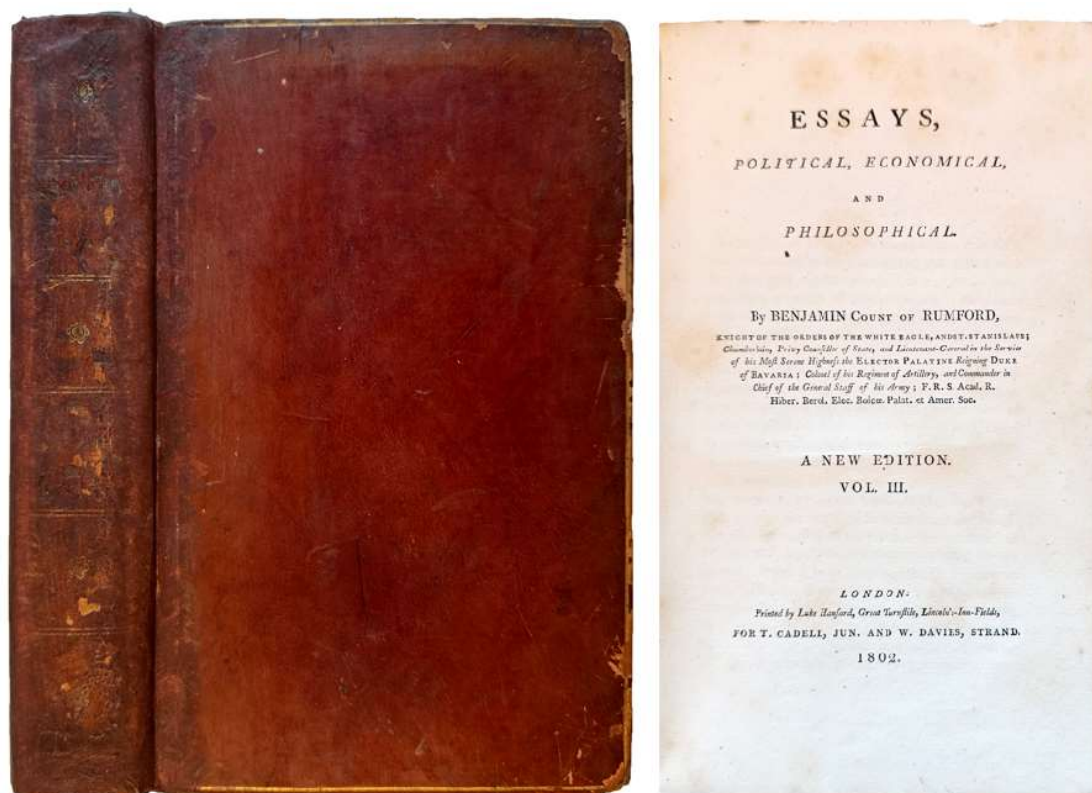 ESSAYS,
POLITICAL, ECONOMICAL,
AND
PHILOSOPHICAL.
By BENJAMIN COUNT OF RUMFORD,
KNIGHT OF THE ORDERS OF THE WHITE EAGLE, AND ST. STANISLAUS;
Chamberlain, Privy Counsellor of State, and Lieutenant-General in the Service
of his Most Serene Highness the ELECTOR PALATINE Reigning DUKE
of BAVARIA; Colonel of his Regiment of Artillery, and Commander in
Chief of the General Staff of his Army; F. R. S. Acad. R.
Hiber. Berol. Elec. Boicœ. Palat. et Amer. Soc.
A NEW EDITION.
VOL. III.
LONDON:
Printed by Luke Hansard, Great Turnstile, Lincoln's-Inn-Fields,
FOR T. CADELL, JUN. AND W. DAVIES, STRAND.
1802.